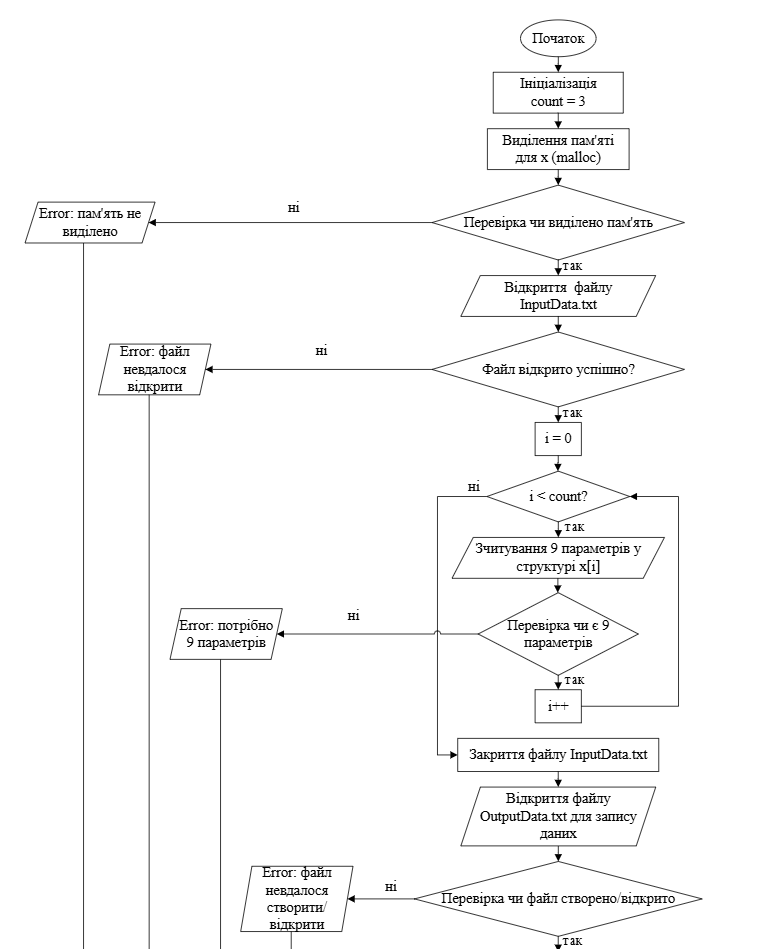 Початок
Ініціалізація
count = 3
Виділення пам'яті
для x (malloc)
Перевірка чи виділено пам'ять
ні
Error: пам'ять не
виділено
так
Відкриття файлу
InputData.txt
Файл відкрито успішно?
ні
Error: файл
невдалося
відкрити
так
i = 0
i < count?
ні
так
Зчитування 9 параметрів у
структурі x[i]
Перевірка чи є 9
параметрів
ні
Error: потрібно
9 параметрів
так
i++
Закриття файлу InputData.txt
Відкриття файлу
OutputData.txt для запису
даних
Перевірка чи файл створено/відкрито
ні
Error: файл
невдалося
створити/
відкрити
так